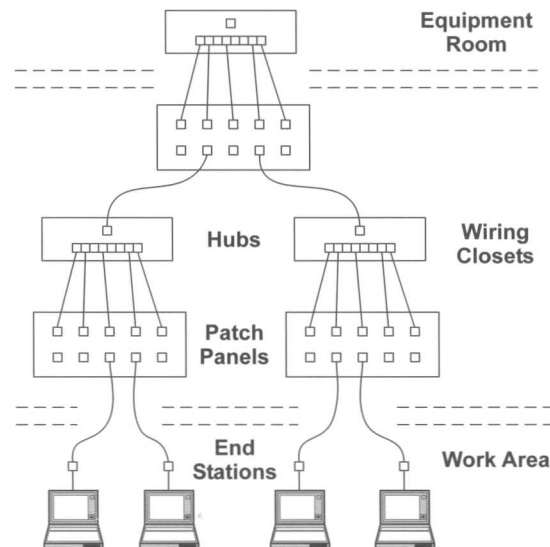 Equipment
Room
Hubs
Wiring
Closets
Patch
Panels
End
Stations
Work Area